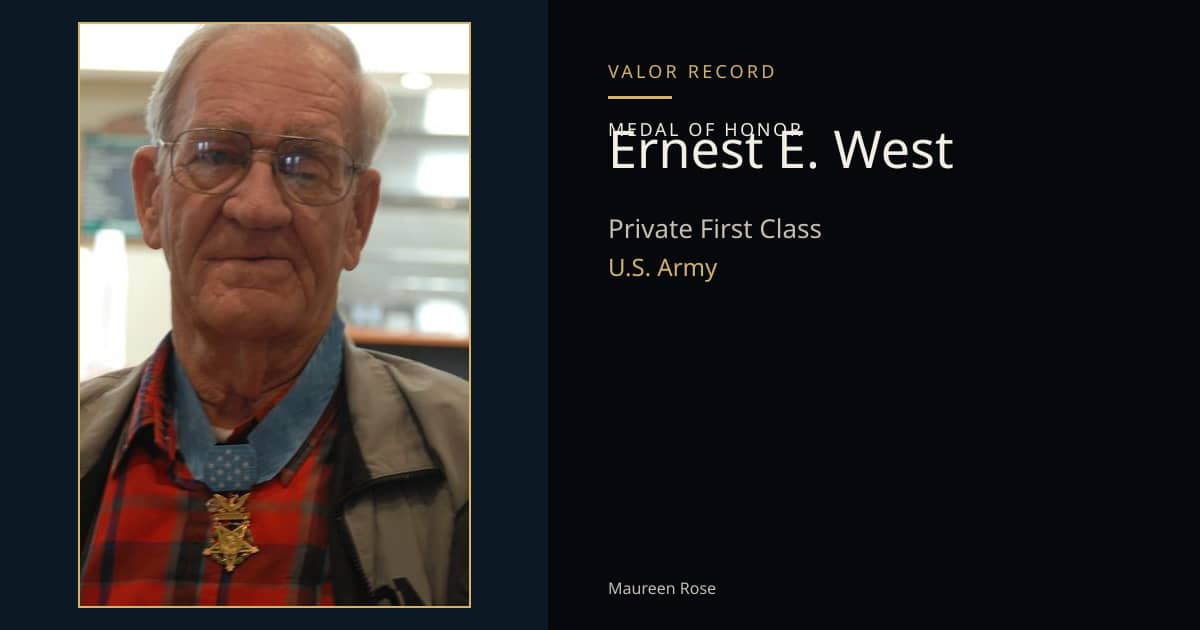 VALOR RECORD
MEDAL OF HONOR
Ernest E. West
Private First Class
U.S. Army
Maureen Rose